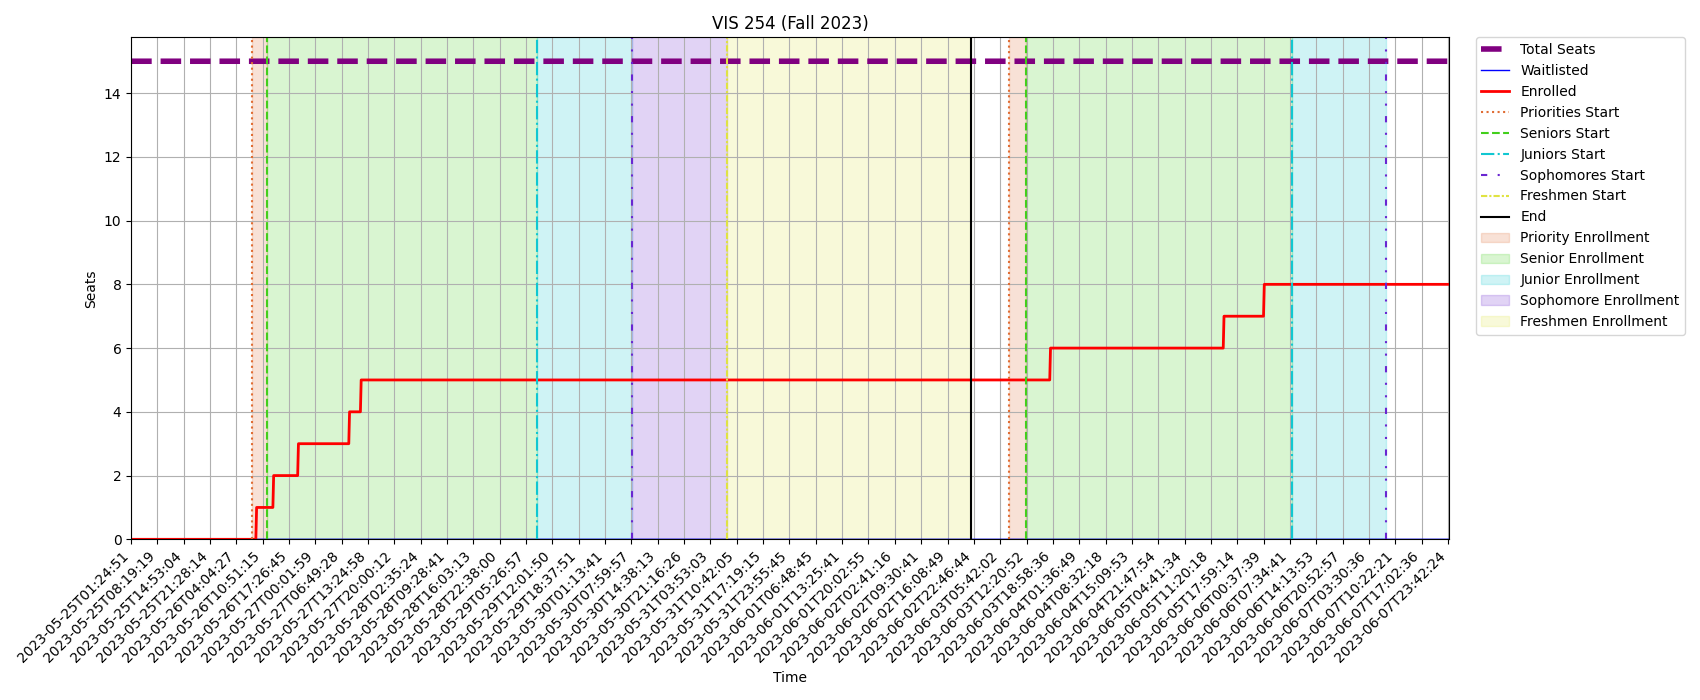 VIS 254 (Fall 2023)
Total Seats
Waitlisted
Enrolled
Priorities Start
Seniors Start
Juniors Start
Sophomores Start
Freshmen Start
End
Priority Enrollment
Senior Enrollment
Junior Enrollment
Sophomore Enrollment
Freshmen Enrollment
Seats
14
12
10
8
6
4
2
0
2023-05-25T01:24:51
2023-05-25T08:19:19
2023-05-25T14:53:04
2023-05-25T21:28:14
2023-05-26T04:04:27
2023-05-26T10:51:15
2023-05-26T17:26:45
2023-05-27T00:01:59
2023-05-27T06:49:28
2023-05-27T13:24:58
2023-05-27T20:00:12
2023-05-28T02:35:24
2023-05-28T09:28:41
2023-05-28T16:03:13
2023-05-28T22:38:00
2023-05-29T05:26:57
2023-05-29T12:01:50
2023-05-29T18:37:51
2023-05-30T01:13:41
2023-05-30T07:59:57
2023-05-30T14:38:13
2023-05-30T21:16:26
2023-05-31T03:53:03
2023-05-31T10:42:05
2023-05-31T17:19:15
2023-05-31T23:55:45
2023-06-01T06:48:45
2023-06-01T13:25:41
2023-06-01T20:02:55
2023-06-02T02:41:16
2023-06-02T09:30:41
2023-06-02T16:08:49
2023-06-02T22:46:44
2023-06-03T05:42:02
2023-06-03T12:20:52
2023-06-03T18:58:36
2023-06-04T01:36:49
2023-06-04T08:32:18
2023-06-04T15:09:53
2023-06-04T21:47:54
2023-06-05T04:41:34
2023-06-05T11:20:18
2023-06-05T17:59:14
2023-06-06T00:37:39
2023-06-06T07:34:41
2023-06-06T14:13:53
2023-06-06T20:52:57
2023-06-07T03:30:36
2023-06-07T10:22:21
2023-06-07T17:02:36
2023-06-07T23:42:24
Time